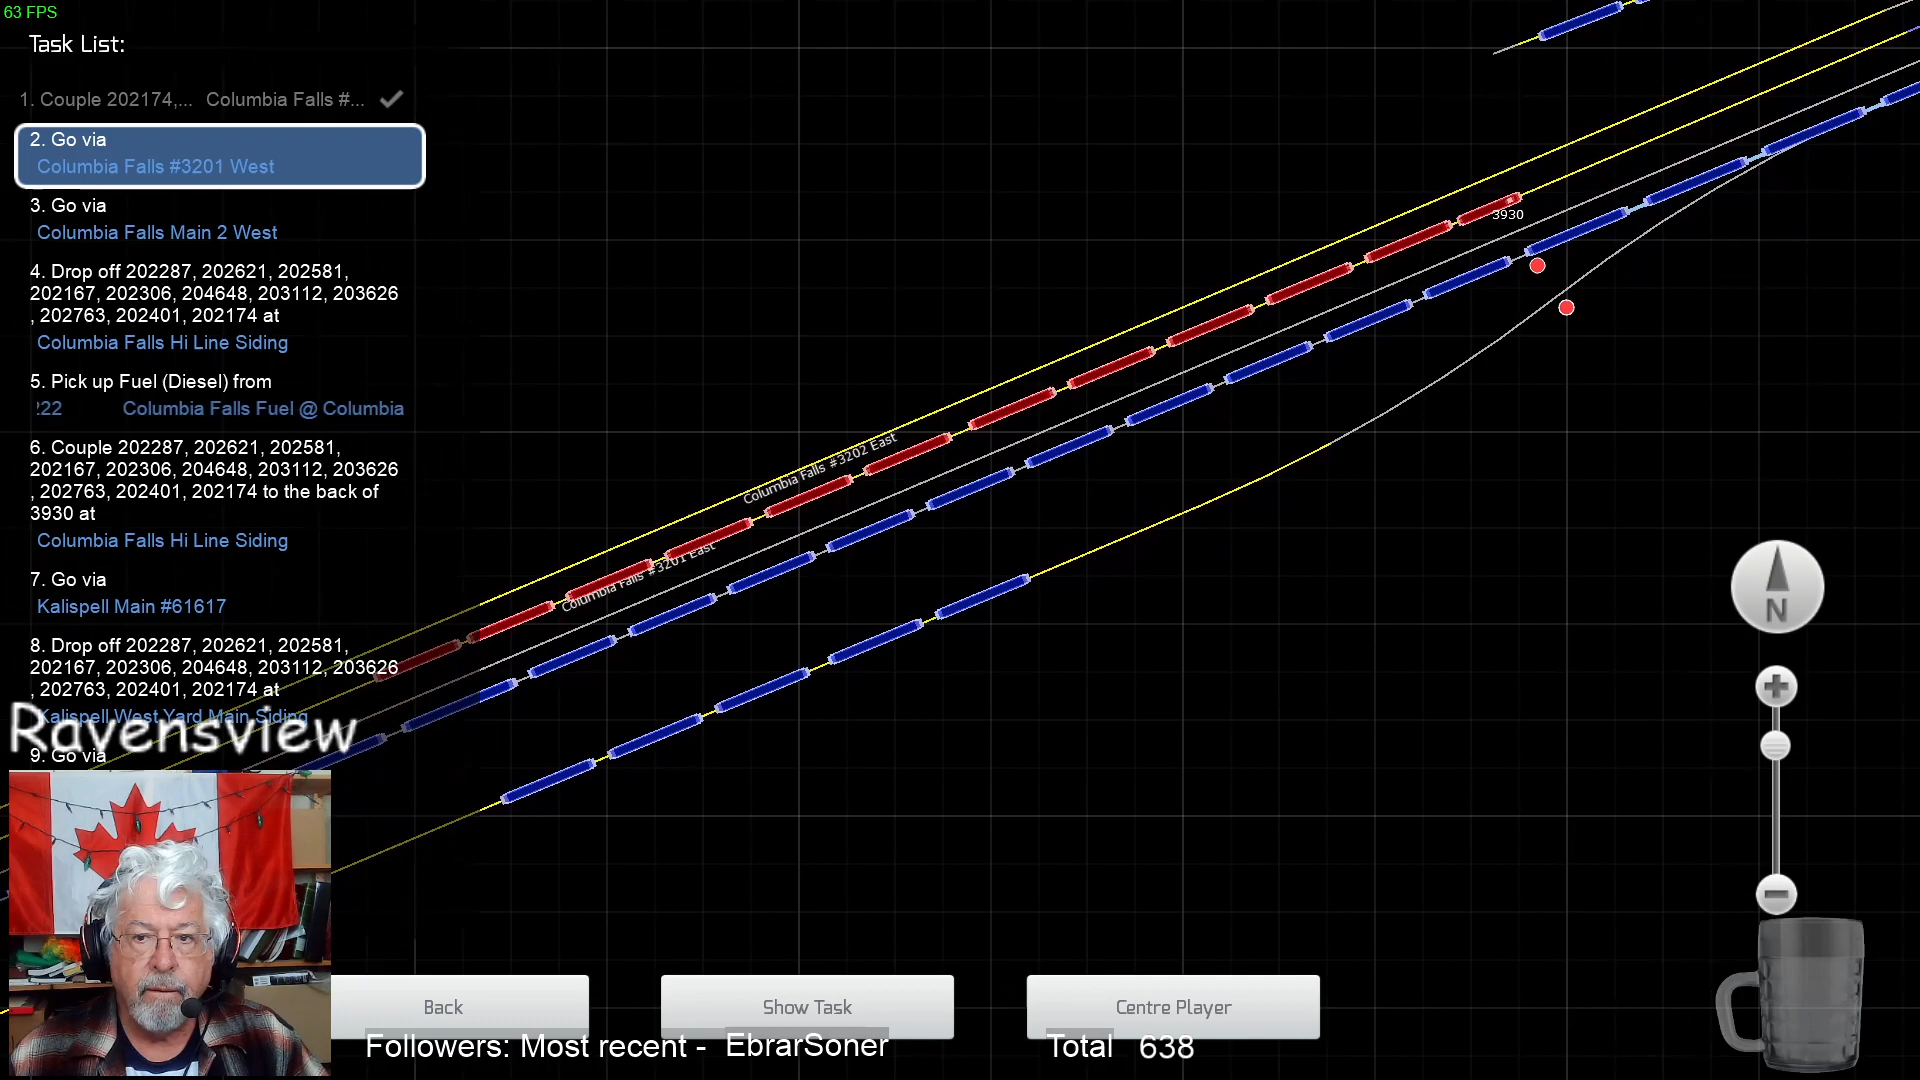 63 FPS
Task List:
1. Couple 202174,... Columbia Falls #...
2. Go via
Columbia Falls #3201 West
3. Go via
Columbia Falls Main 2 West
4. Drop off 202287, 202621, 202581,
202167, 202306, 204648, 203112, 203626
, 202763, 202401, 202174 at
Columbia Falls Hi Line Siding
5. Pick up Fuel (Diesel) from
222 Columbia Falls Fuel @ Columbia
6. Couple 202287, 202621, 202581,
202167, 202306, 204648, 203112, 203626
, 202763, 202401, 202174 to the back of
3930 at
Columbia Falls Hi Line Siding
7. Go via
Kalispell Main #61617
8. Drop off 202287, 202621, 202581,
202167, 202306, 204648, 203112, 203626
, 202763, 202401, 202174 at
Kalispell West Yard Main Siding
Ravensview
9. Go via
3930
Columbia Falls #3202 East
Columbia Falls #3201 East
N
Back
Show Task
Centre Player
Followers: Most recent - EbrarSoner
Total 638